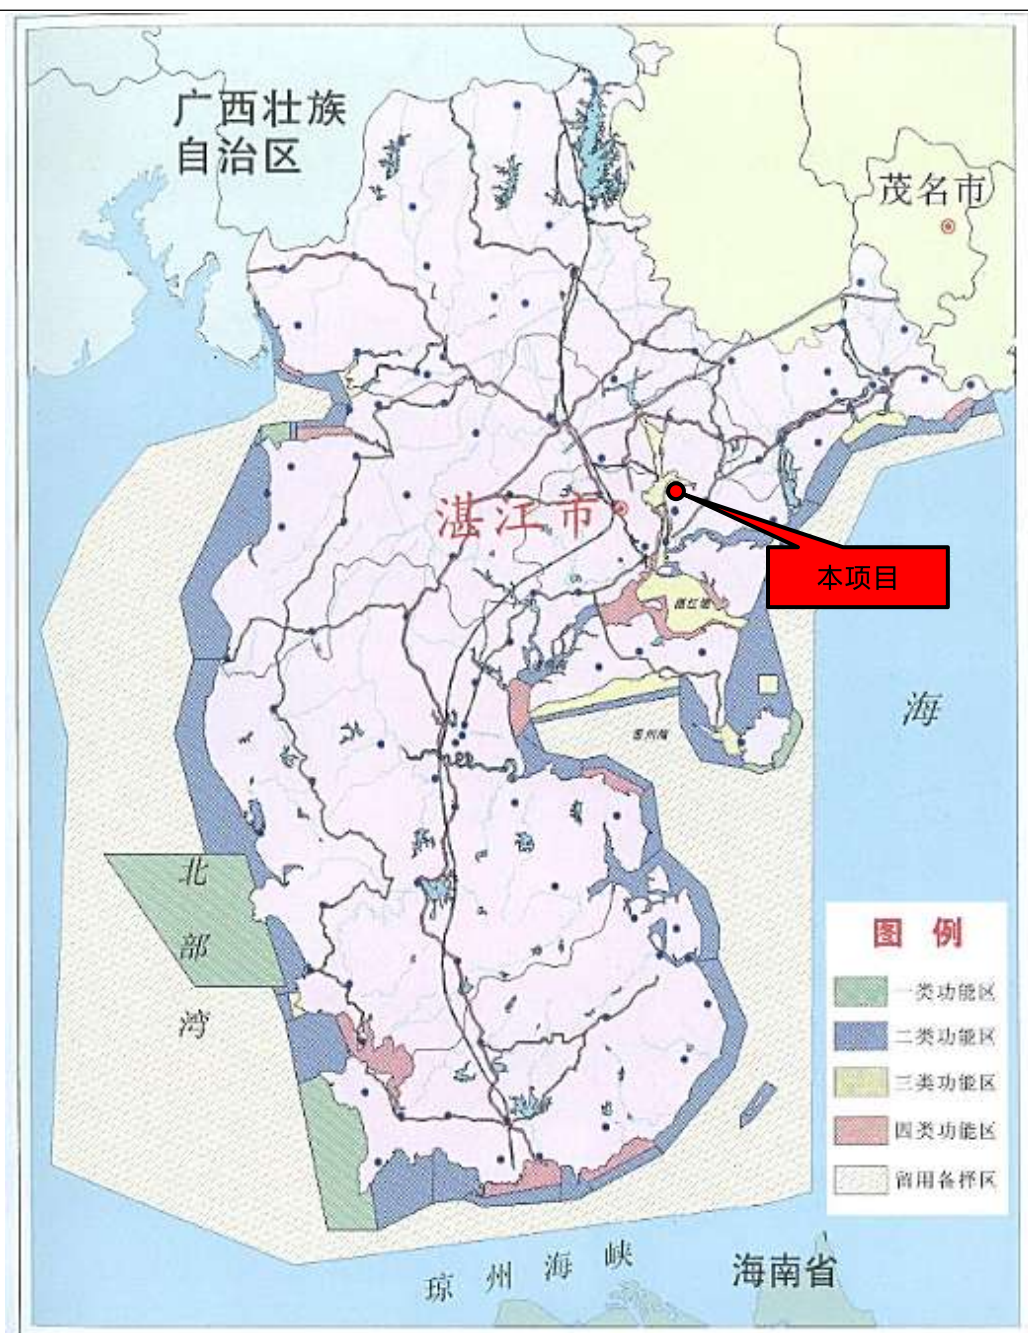 广西壮族
自治区
茂名市
湛江市
本项目
海
北
部
湾
图例
一类功能区
二类功能区
三类功能区
四类功能区
留用备择区
琼州海峡
海南省